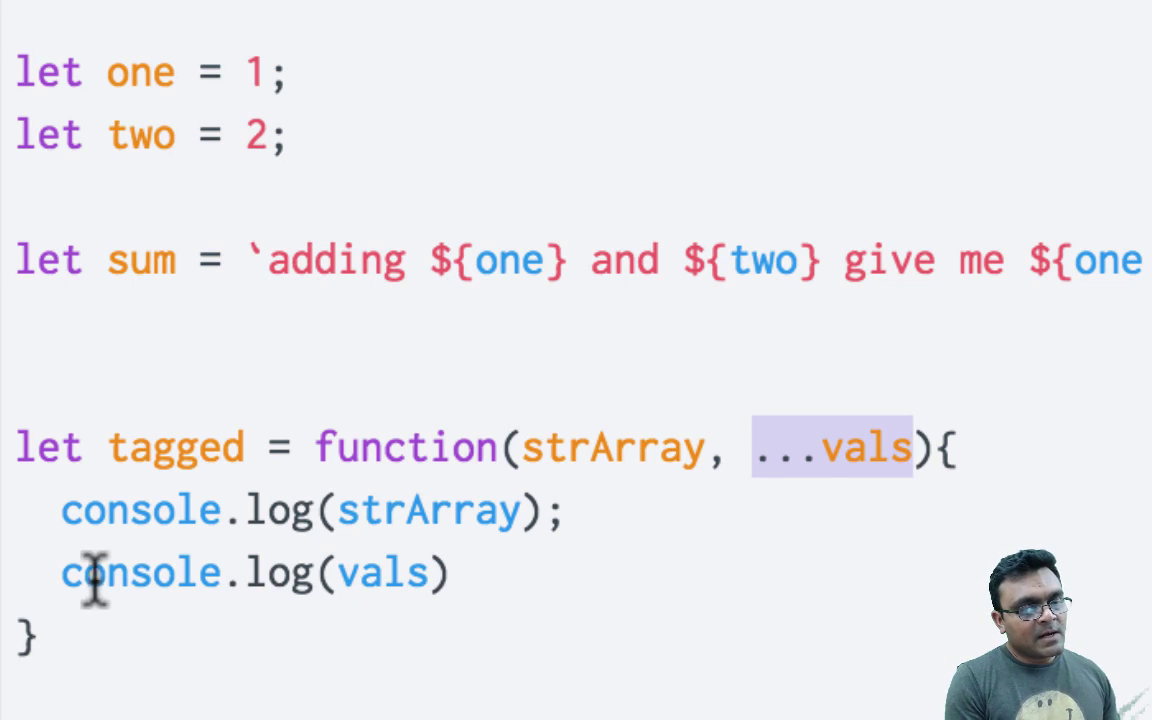 let one = 1;
let two = 2;
let sum = `adding ${one} and ${two} give me ${one
let tagged = function(strArray, ...vals){
console.log(strArray);
console.log(vals)
}